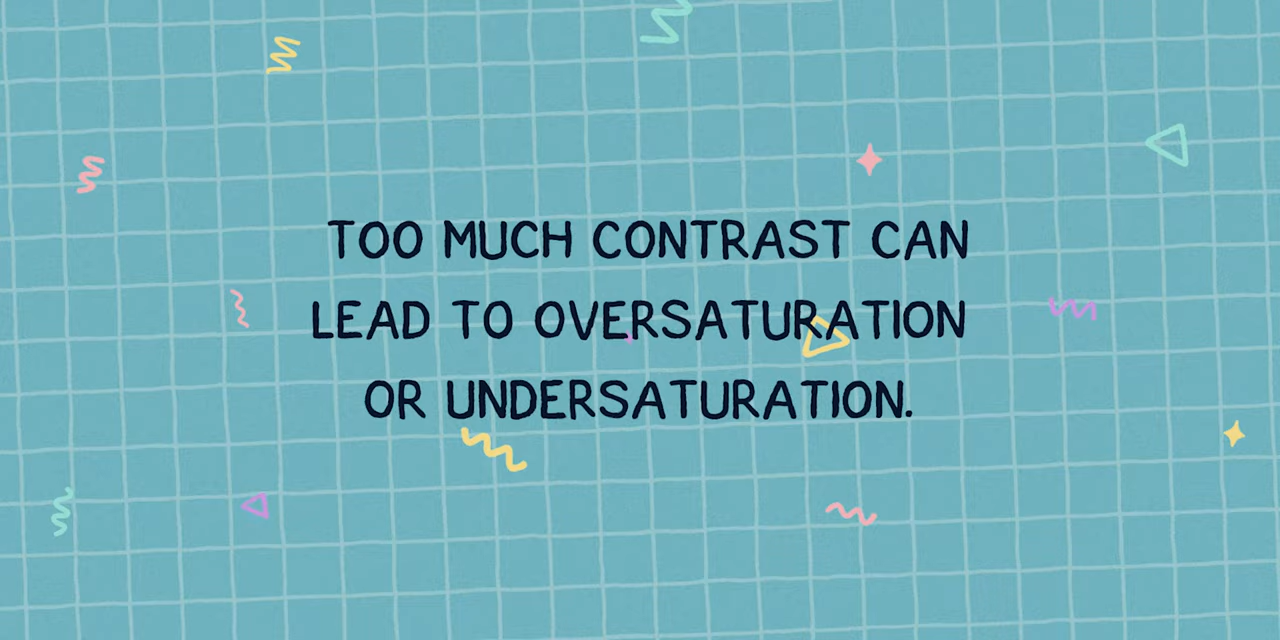 TOO MUCH CONTRAST CAN
LEAD TO OVERSATURATION
OR UNDERSATURATION.